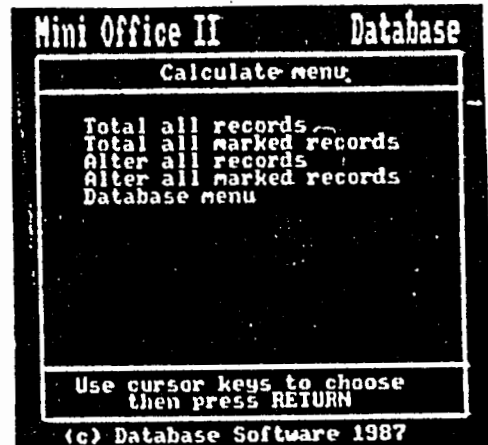 Mini Office II Database
Calculate menu
Total all records
Total all marked records
Alter all records
Alter all marked records
Database menu
Use cursor keys to choose
then press RETURN
(c) Database Software 1987